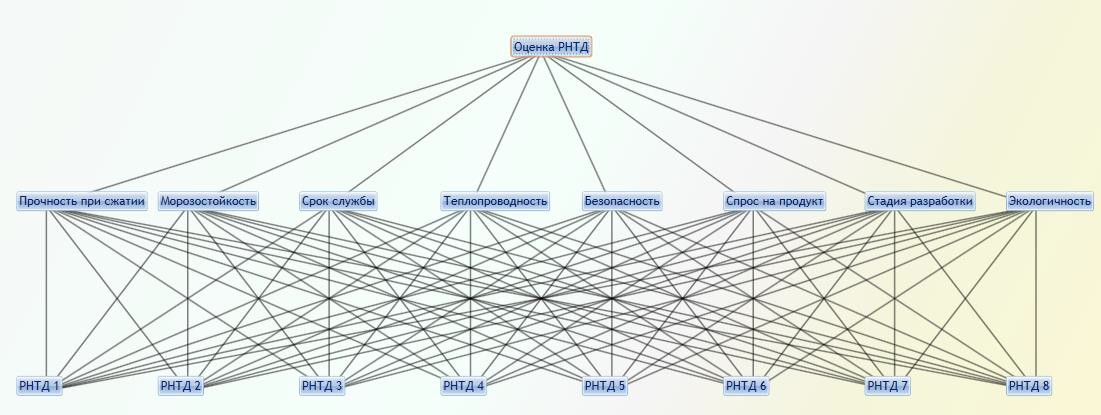 Оценка РНТД
Прочность при сжатии
Морозостойкость
Срок службы
Теплопроводность
Безопасность
Спрос на продукт
Стадия разработки
Экологичность
РНТД 1
РНТД 2
РНТД 3
РНТД 4
РНТД 5
РНТД 6
РНТД 7
РНТД 8